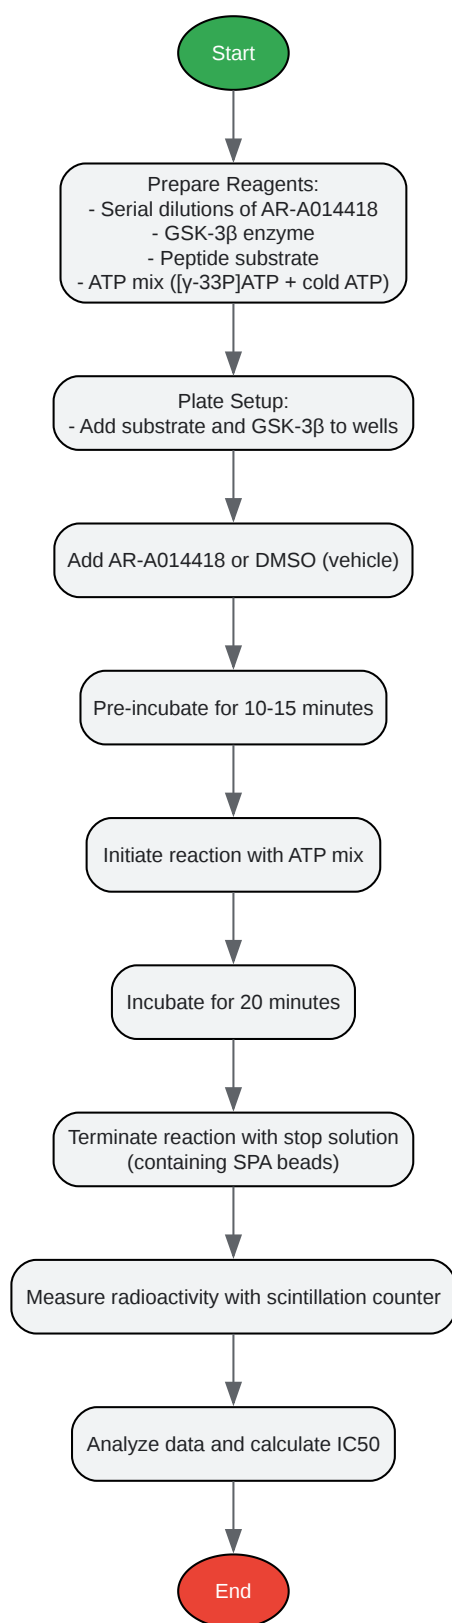 Start
Prepare Reagents:
- Serial dilutions of AR-A014418
- GSK-3β enzyme
- Peptide substrate
- ATP mix ([γ-33P]ATP + cold ATP)
Plate Setup:
- Add substrate and GSK-3β to wells
Add AR-A014418 or DMSO (vehicle)
Pre-incubate for 10-15 minutes
Initiate reaction with ATP mix
Incubate for 20 minutes
Terminate reaction with stop solution
(containing SPA beads)
Measure radioactivity with scintillation counter
Analyze data and calculate IC50
End